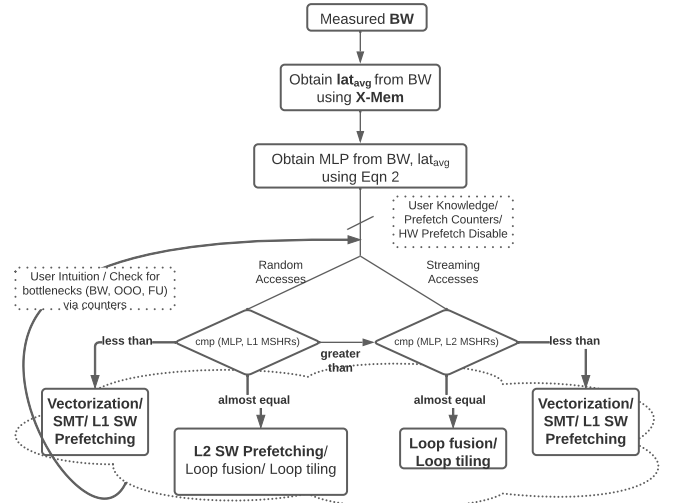 Measured BW
Obtain lat_avg from BW
using X-Mem
Obtain MLP from BW, lat_avg
using Eqn 2
User Knowledge/
Prefetch Counters/
HW Prefetch Disable
User Intuition / Check for
bottlenecks (BW, OOO, FU)
via counters
Random
Accesses
Streaming
Accesses
less than
cmp (MLP, L1 MSHRs)
greater
than
cmp (MLP, L2 MSHRs)
less than
almost equal
almost equal
Vectorization/
SMT/ L1 SW
Prefetching
L2 SW Prefetching/
Loop fusion/ Loop tiling
Loop fusion/
Loop tiling
Vectorization/
SMT/ L1 SW
Prefetching